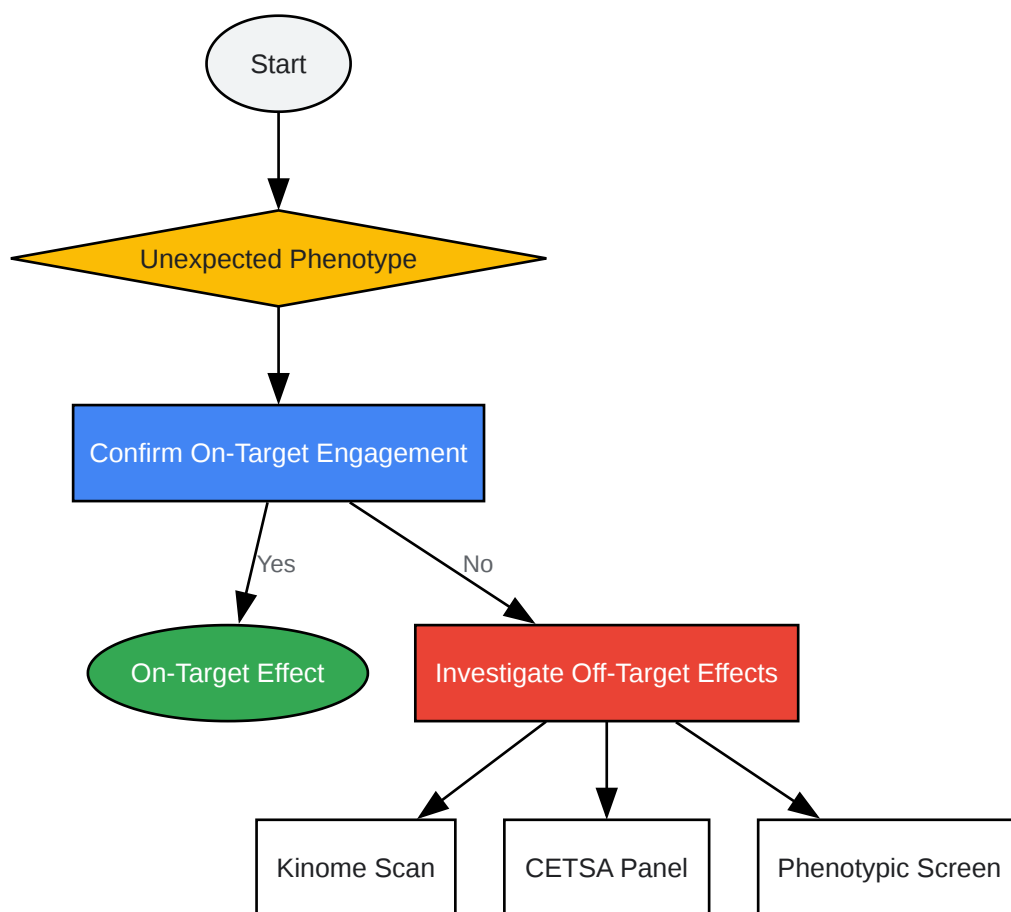 Start
Unexpected Phenotype
Confirm On-Target Engagement
Yes
No
On-Target Effect
Investigate Off-Target Effects
Kinome Scan
CETSA Panel
Phenotypic Screen